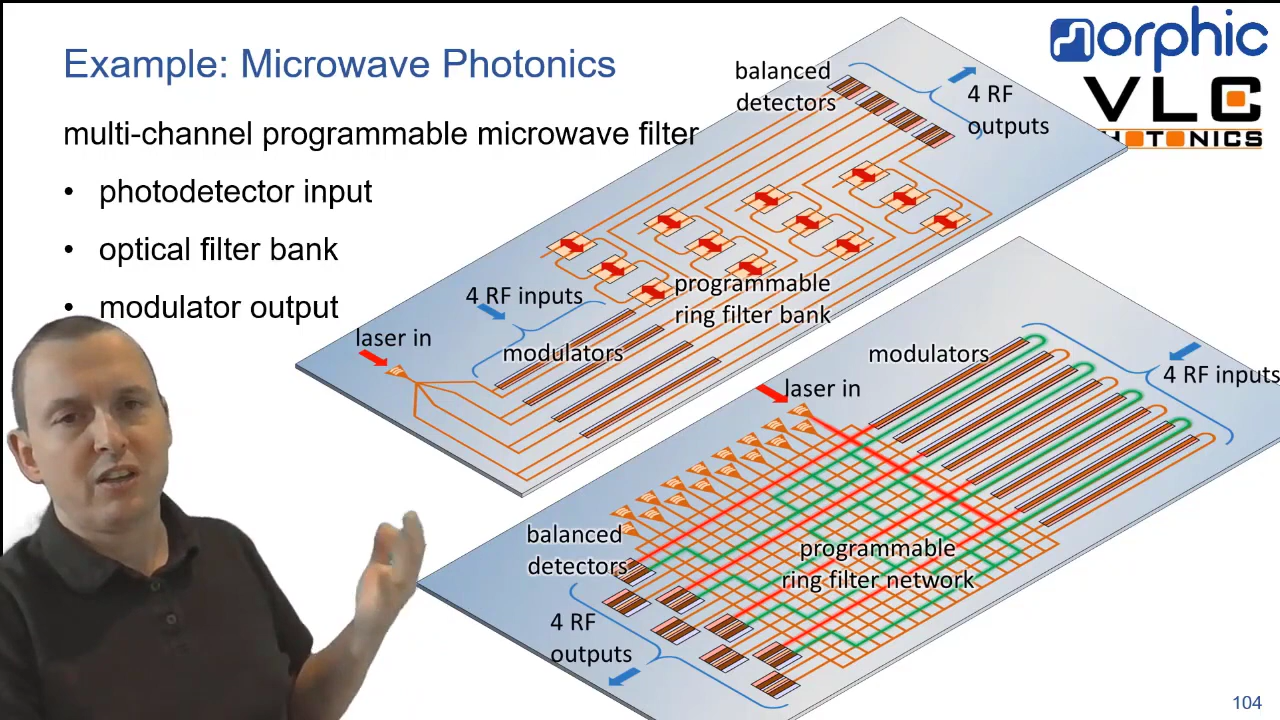 Example: Microwave Photonics
multi-channel programmable microwave filter
• photodetector input
• optical filter bank
• modulator output
morphic
VLC
PHOTONICS
balanced
detectors
4 RF
outputs
4 RF inputs
programmable
ring filter bank
laser in
modulators
modulators
4 RF inputs
laser in
balanced
detectors
programmable
ring filter network
4 RF
outputs
104